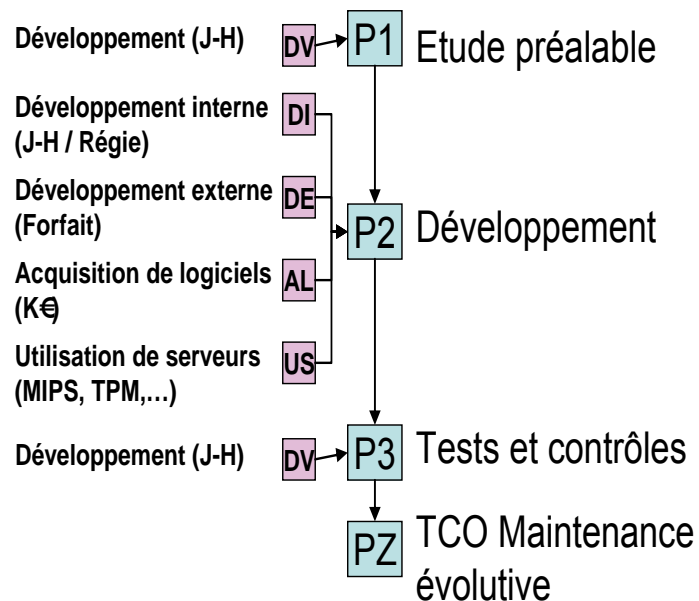 Développement (J-H) DV P1 Etude préalable
Développement interne
(J-H / Régie)
DI
Développement externe
(Forfait)
DE
P2 Développement
Acquisition de logiciels
(K€)
AL
Utilisation de serveurs
(MIPS, TPM,…)
US
Développement (J-H) DV P3 Tests et contrôles
PZ TCO Maintenance
évolutive